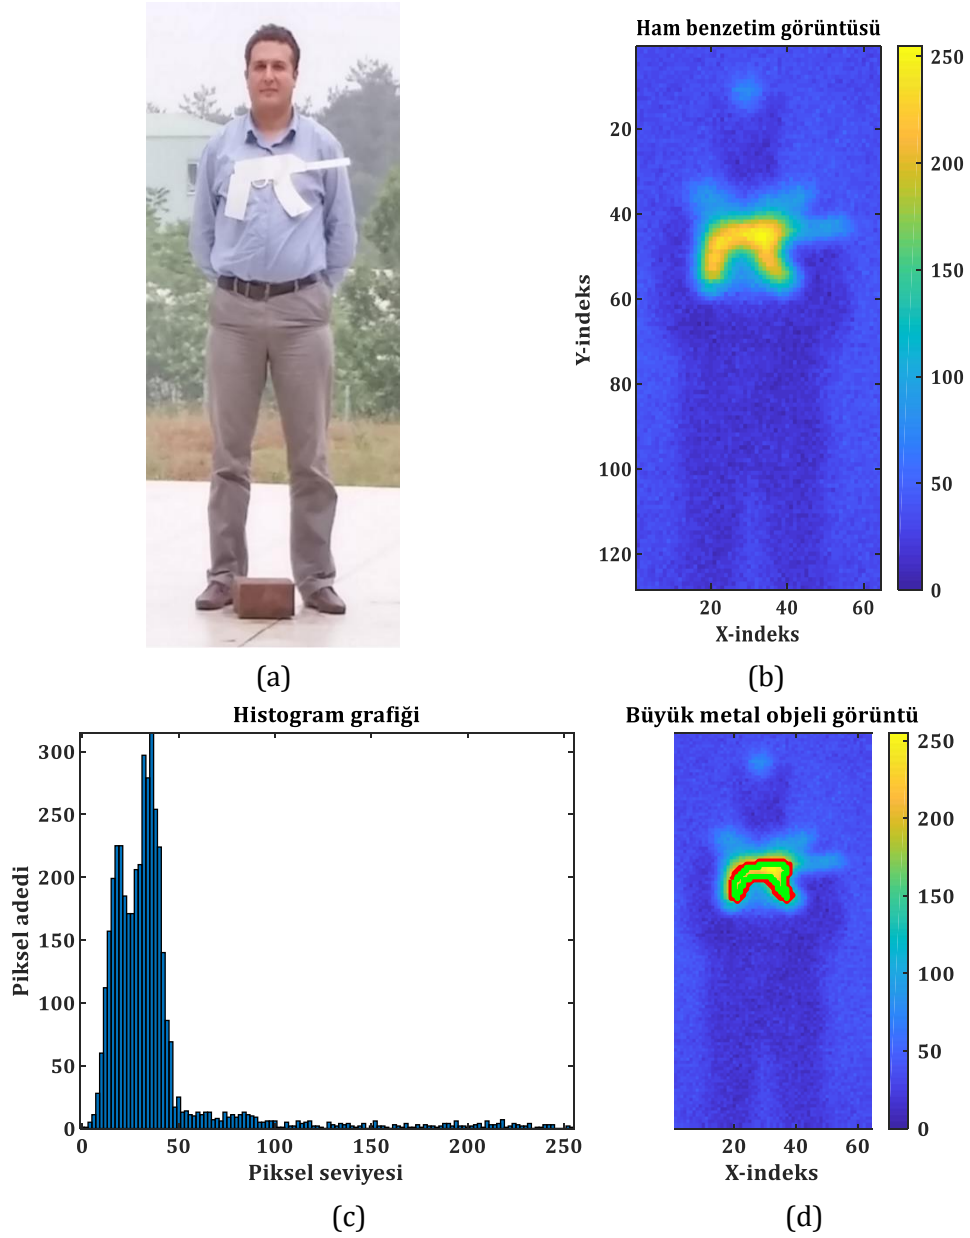 Ham benzetim görüntüsü
250
20
200
40
150
60
Y-indeks
80
100
100
50
120
0
20 40 60
X-indeks
(a)
(b)
Histogram grafiği
300
250
200
150
100
50
0
Piksel adedi
0 50 100 150 200 250
Piksel seviyesi
(c)
Büyük metal objeli görüntü
250
200
150
100
50
0
20 40 60
X-indeks
(d)